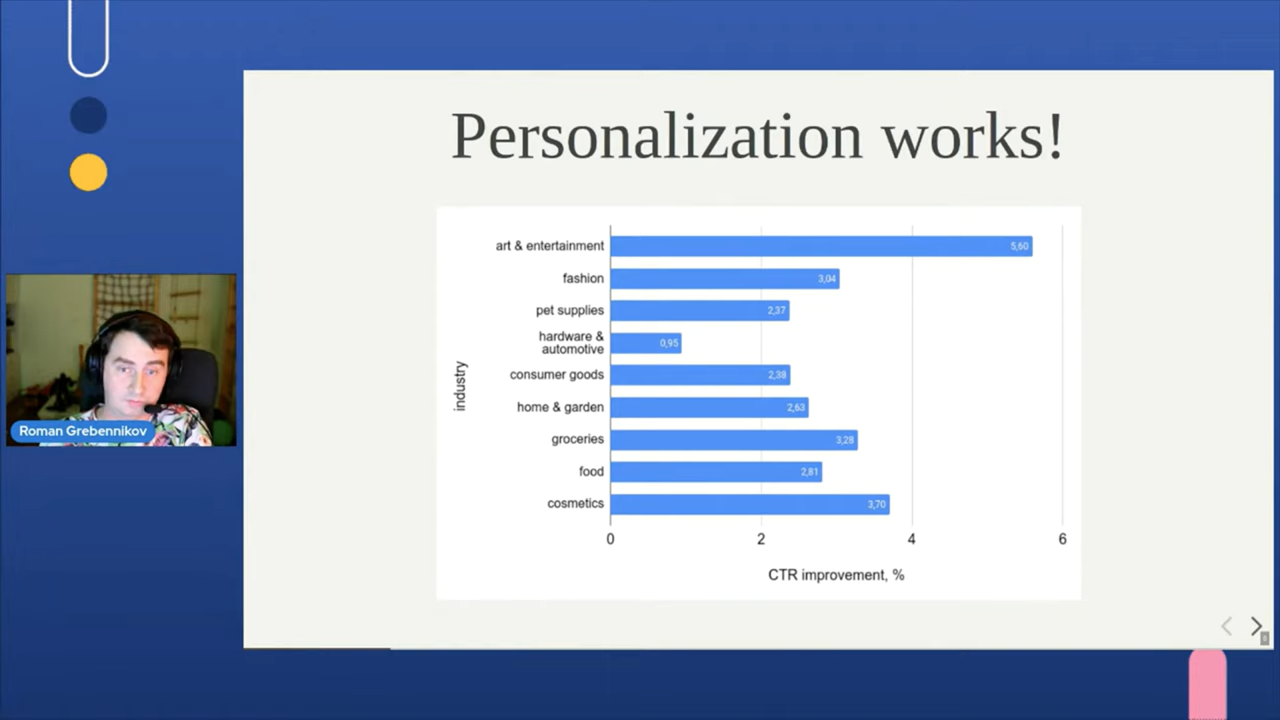 Personalization works!
art & entertainment
5,60
fashion
3,04
pet supplies
2,37
hardware &
automotive
0,95
industry
consumer goods
2,38
home & garden
2,63
groceries
3,28
food
2,81
cosmetics
3,70
0
2
4
6
CTR improvement, %
Roman Grebennikov